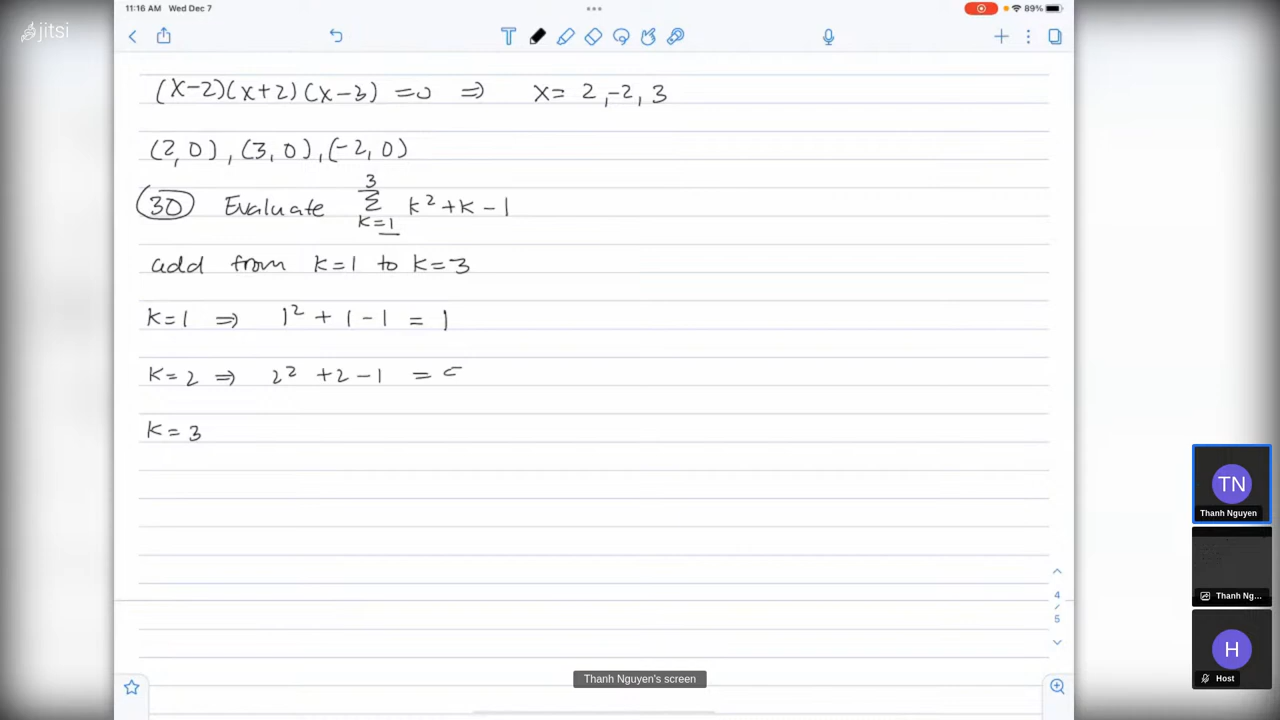 11:16 AM Wed Dec 7
89%
jitsi
(x-2)(x+2)(x-3) =0 ⇒ x= 2,-2,3
(2,0), (3,0), (-2,0)
(30) Evaluate 3 Σ k=1 k² + k - 1
add from k=1 to k=3
k=1 ⇒ 1² + 1 - 1 = 1
k=2 ⇒ 2² + 2 - 1 =
k=3
TN
Thanh Nguyen
Thanh Ng...
H
Host
4
/
5
Thanh Nguyen's screen